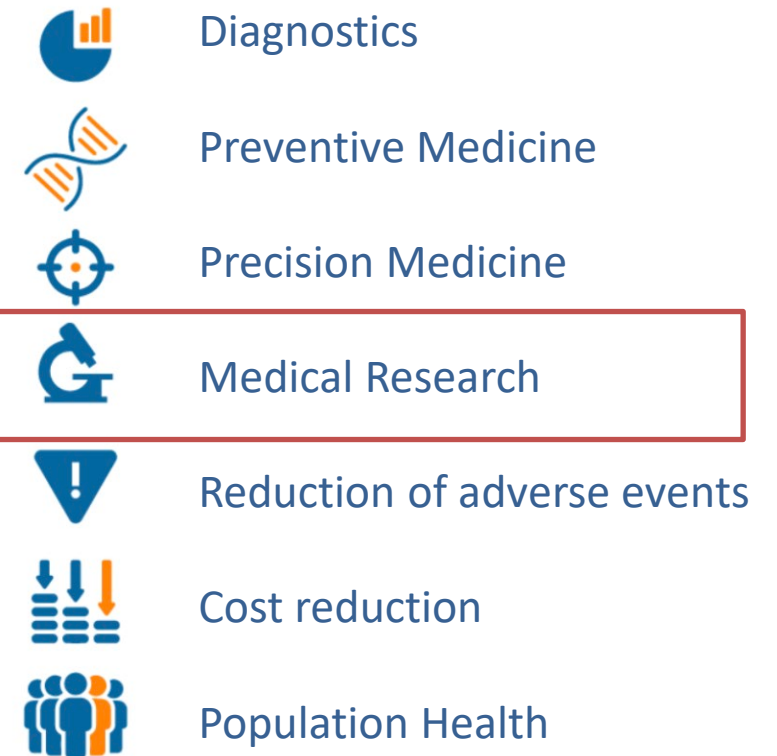 Diagnostics
Preventive Medicine
Precision Medicine
Medical Research
Reduction of adverse events
Cost reduction
Population Health